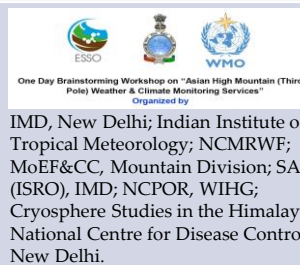 ESSO
WMO
One Day Brainstorming Workshop on "Asian High Mountain (Third
Pole) Weather & Climate Monitoring Services"
Organized by
IMD, New Delhi; Indian Institute o
Tropical Meteorology; NCMRWF;
MoEF&CC, Mountain Division; SA
(ISRO), IMD; NCPOR, WIHG;
Cryosphere Studies in the Himalay
National Centre for Disease Contro
New Delhi.